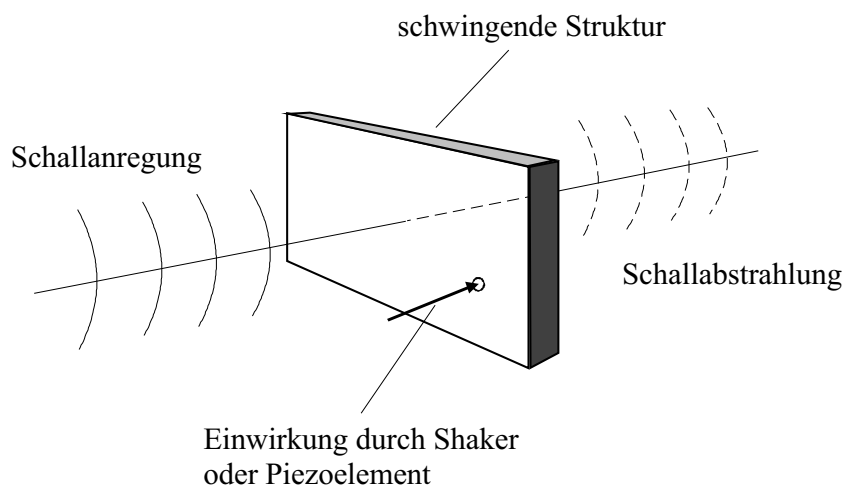 schwingende Struktur
Schallanregung
Schallabstrahlung
Einwirkung durch Shaker
oder Piezoelement